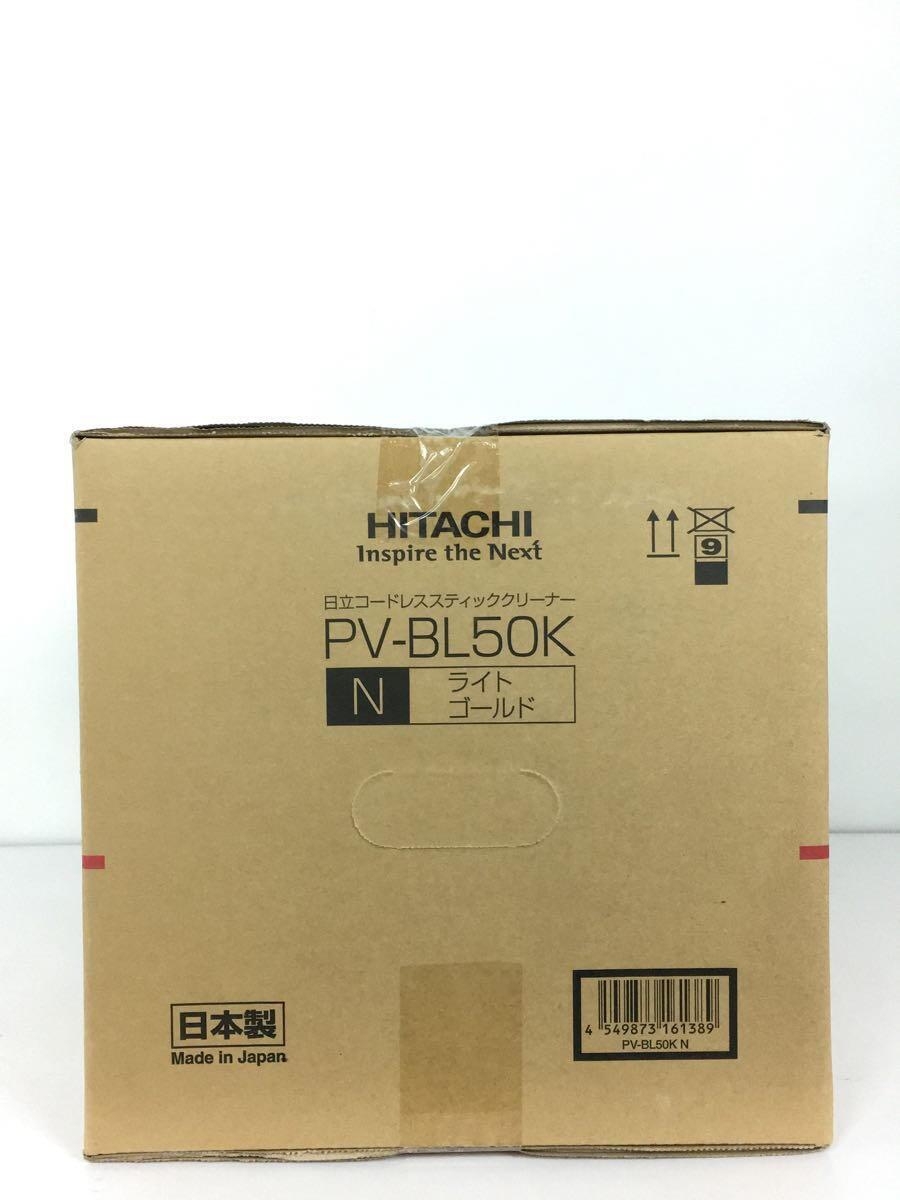 HITACHI
Inspire the Next
9
日立コードレススティッククリーナー
PV-BL50K
N ライト
ゴールド
日本製
Made in Japan
4 549873 161389
PV-BL50K N